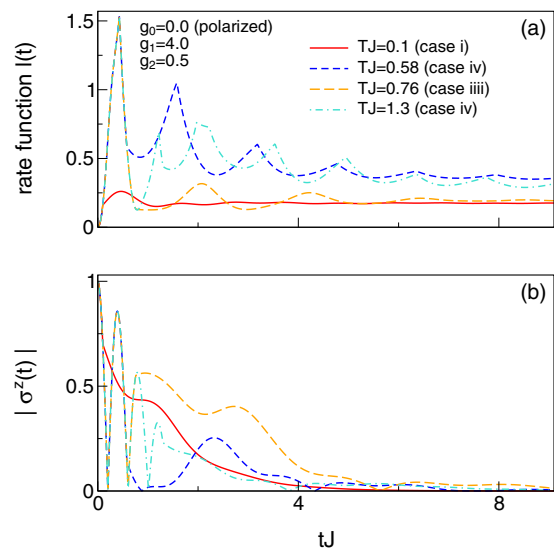 (a)
g₀=0.0 (polarized)
g₁=4.0
g₂=0.5
TJ=0.1 (case i)
TJ=0.58 (case iv)
TJ=0.76 (case iiii)
TJ=1.3 (case iv)
rate function l(t)
1.5
1
0.5
0
(b)
| σᶻ(t) |
1
0.5
0
0
4
8
tJ